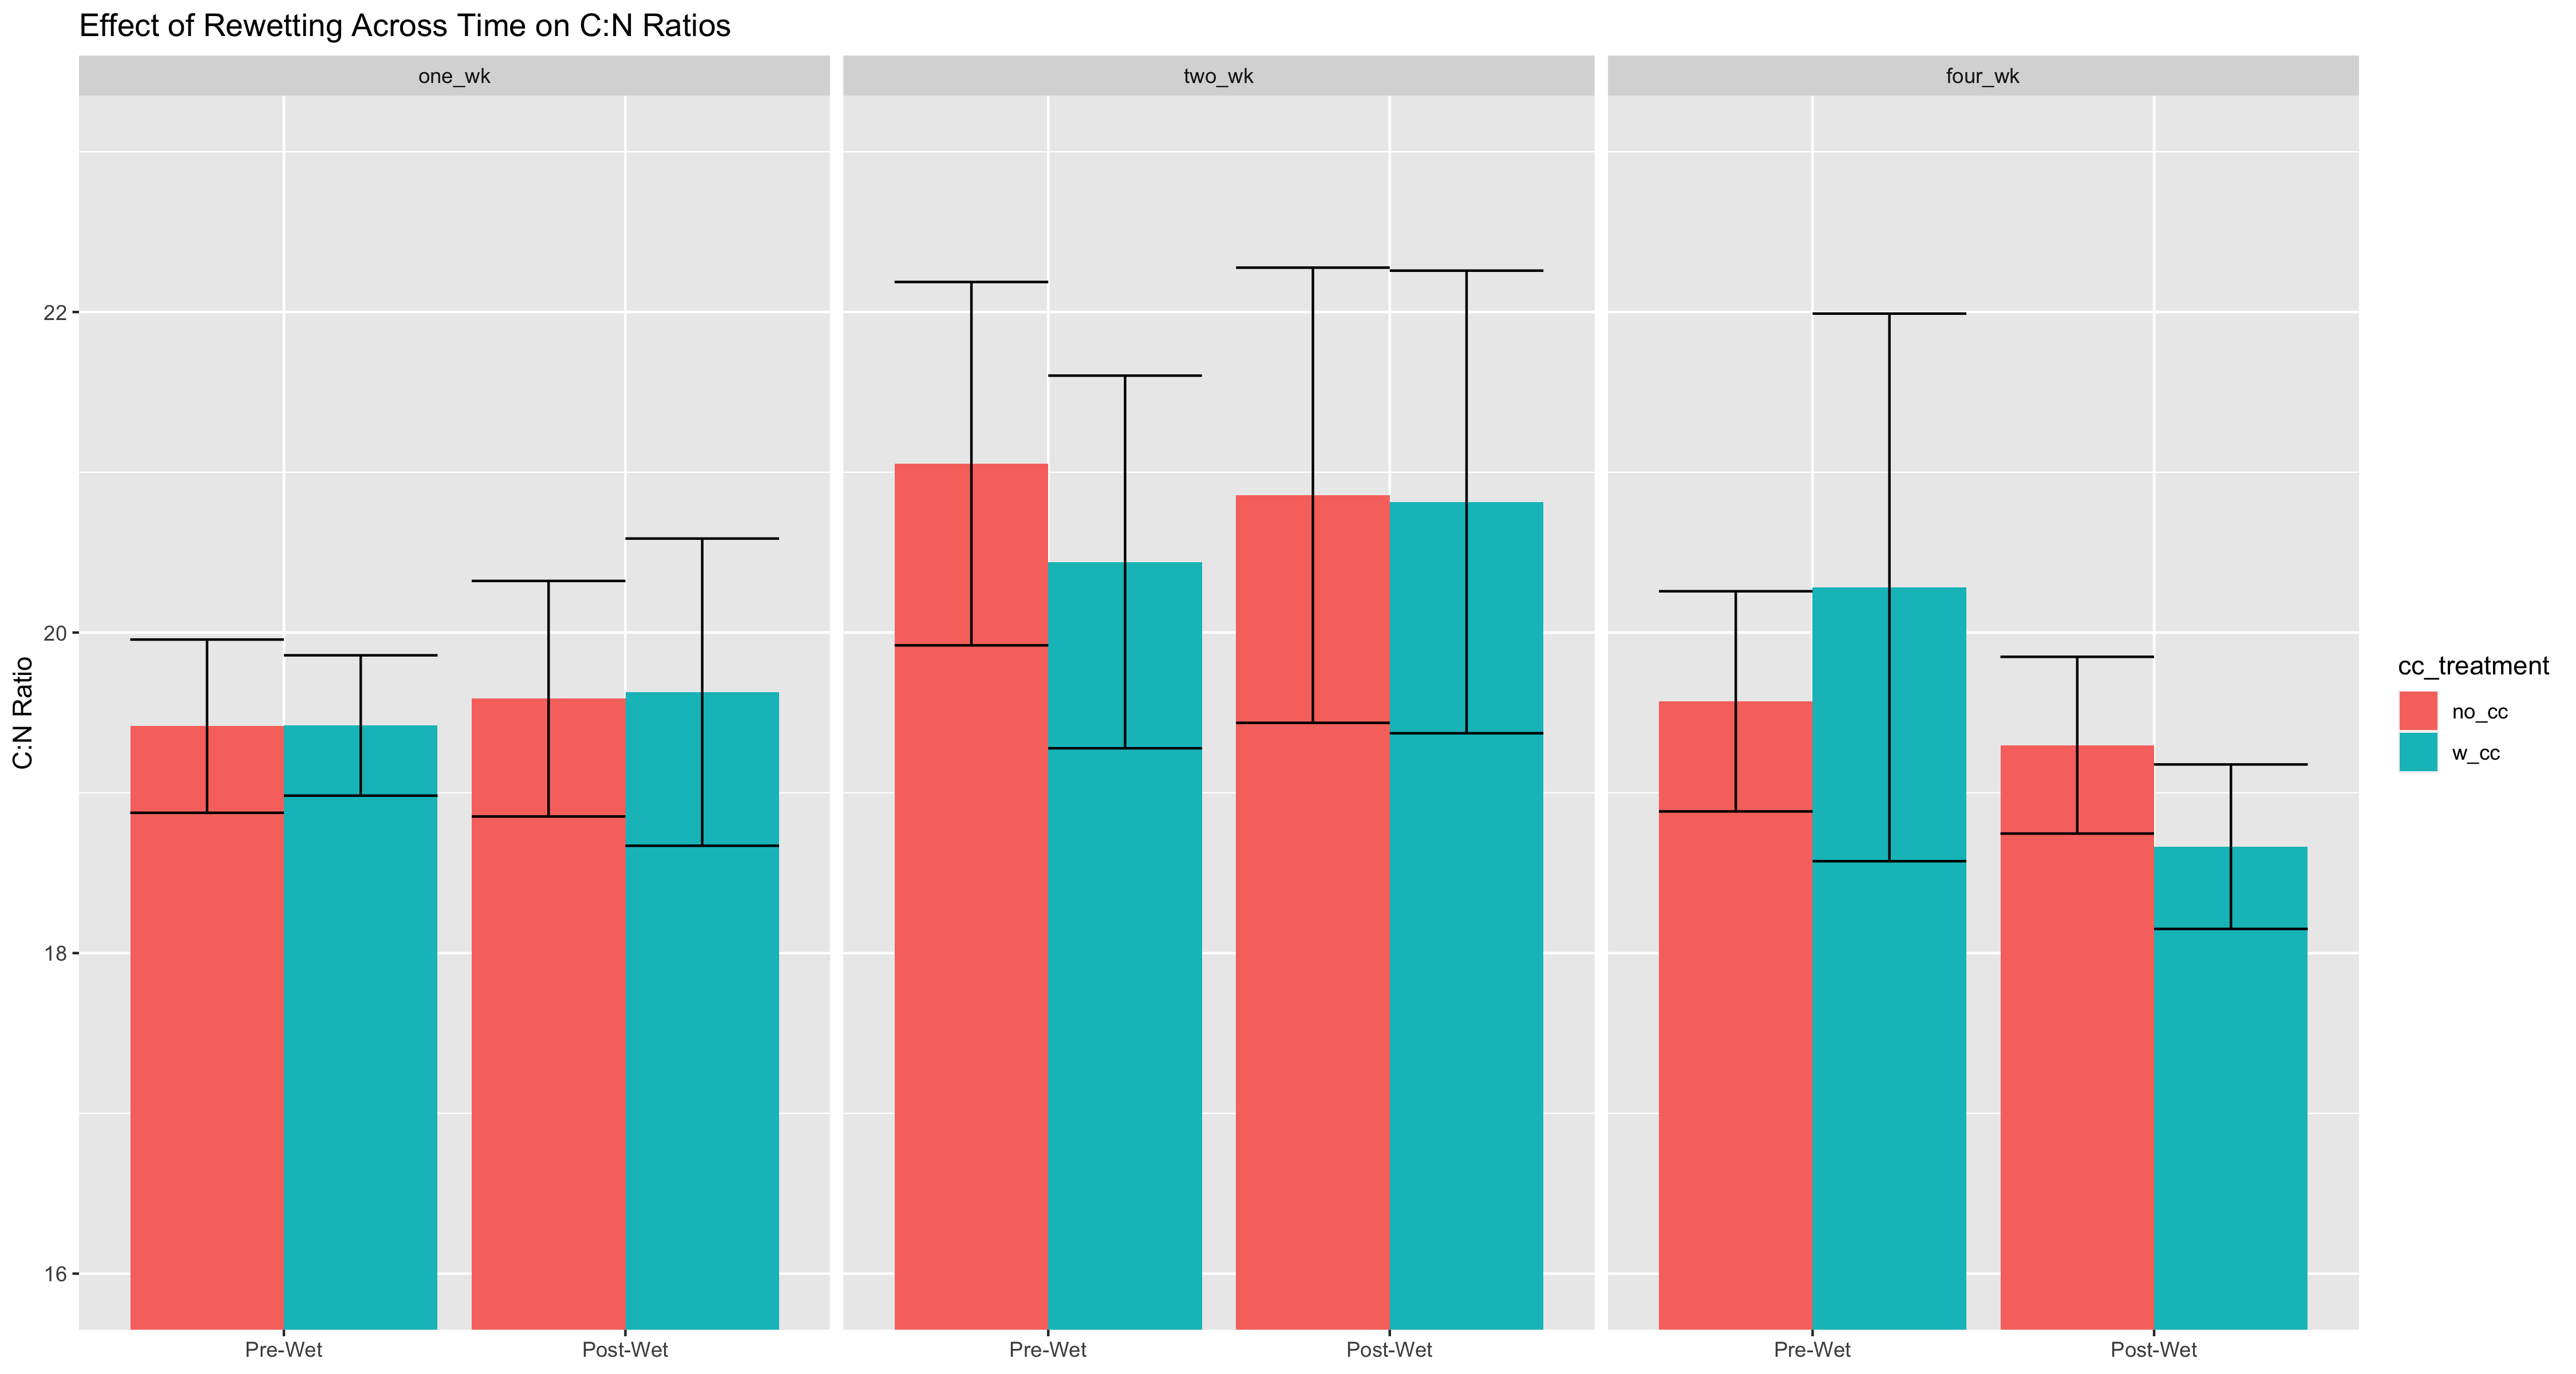 Effect of Rewetting Across Time on C:N Ratios
one_wk
two_wk
four_wk
C:N Ratio
22
20
18
16
Pre-Wet
Post-Wet
Pre-Wet
Post-Wet
Pre-Wet
Post-Wet
cc_treatment
no_cc
w_cc